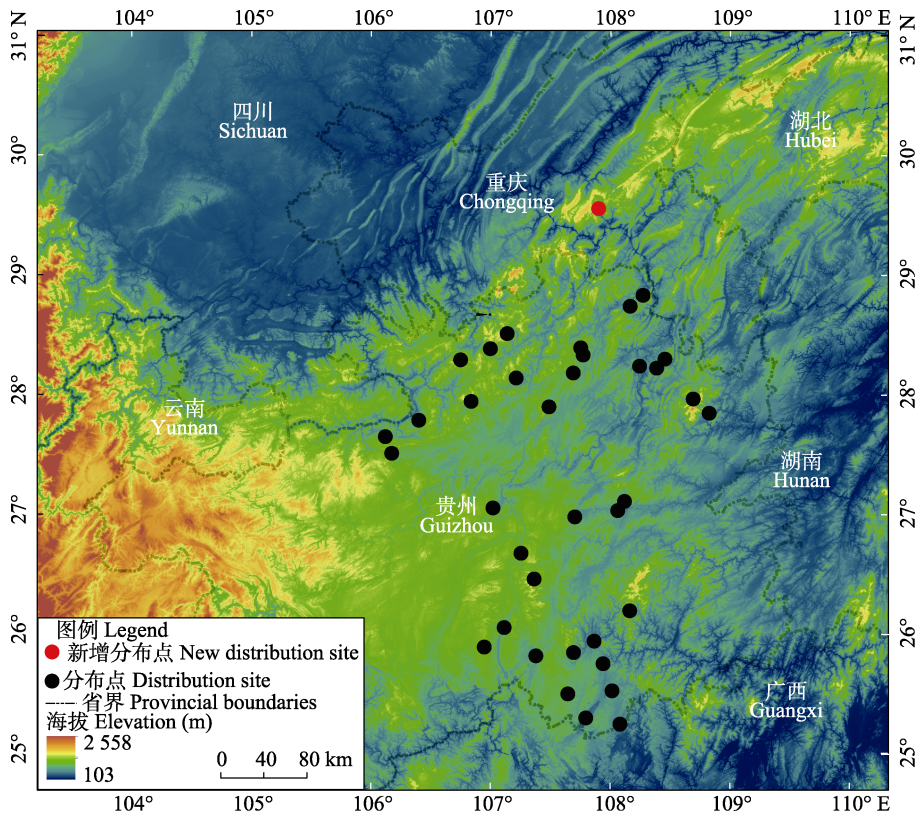 104° 105° 106° 107° 108° 109° 110° E
31° N
30°
29°
28°
27°
26°
25°
31° N
30°
29°
28°
27°
26°
25°
四川
Sichuan
湖北
Hubei
重庆
Chongqing
云南
Yunnan
湖南
Hunan
贵州
Guizhou
广西
Guangxi
图例 Legend
新增分布点 New distribution site
分布点 Distribution site
省界 Provincial boundaries
海拔 Elevation (m)
2 558
103
0 40 80 km
104° 105° 106° 107° 108° 109° 110° E